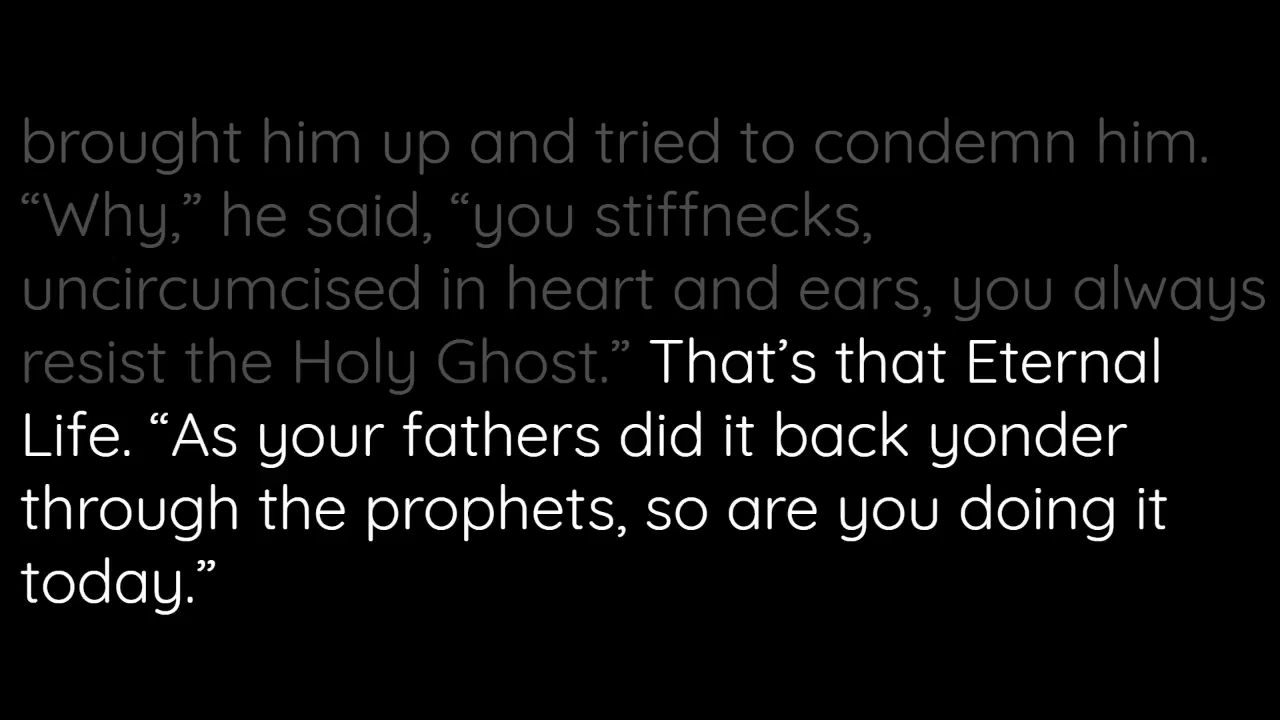 brought him up and tried to condemn him.
“Why,” he said, “you stiffnecks,
uncircumcised in heart and ears, you always
resist the Holy Ghost.” That’s that Eternal
Life. “As your fathers did it back yonder
through the prophets, so are you doing it
today.”